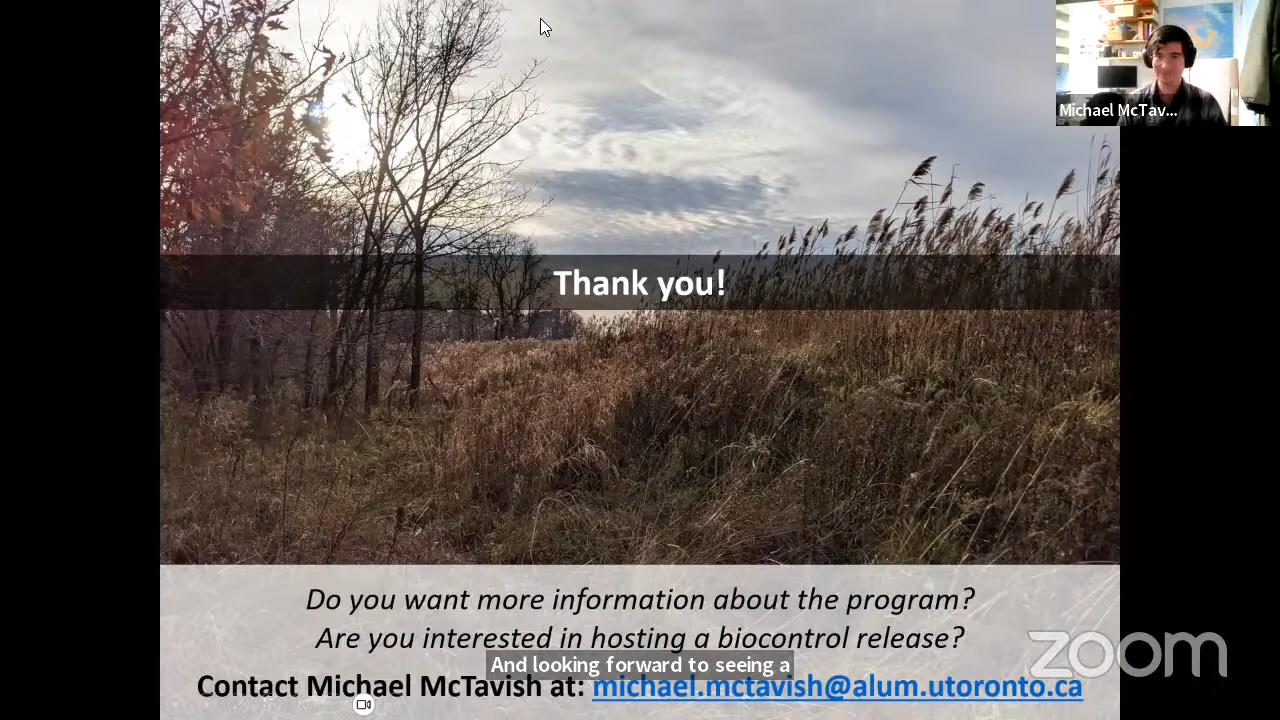 Michael McTav...
Thank you!
Do you want more information about the program?
Are you interested in hosting a biocontrol release?
And looking forward to seeing a
Contact Michael McTavish at: michael.mctavish@alum.utoronto.ca
zoom